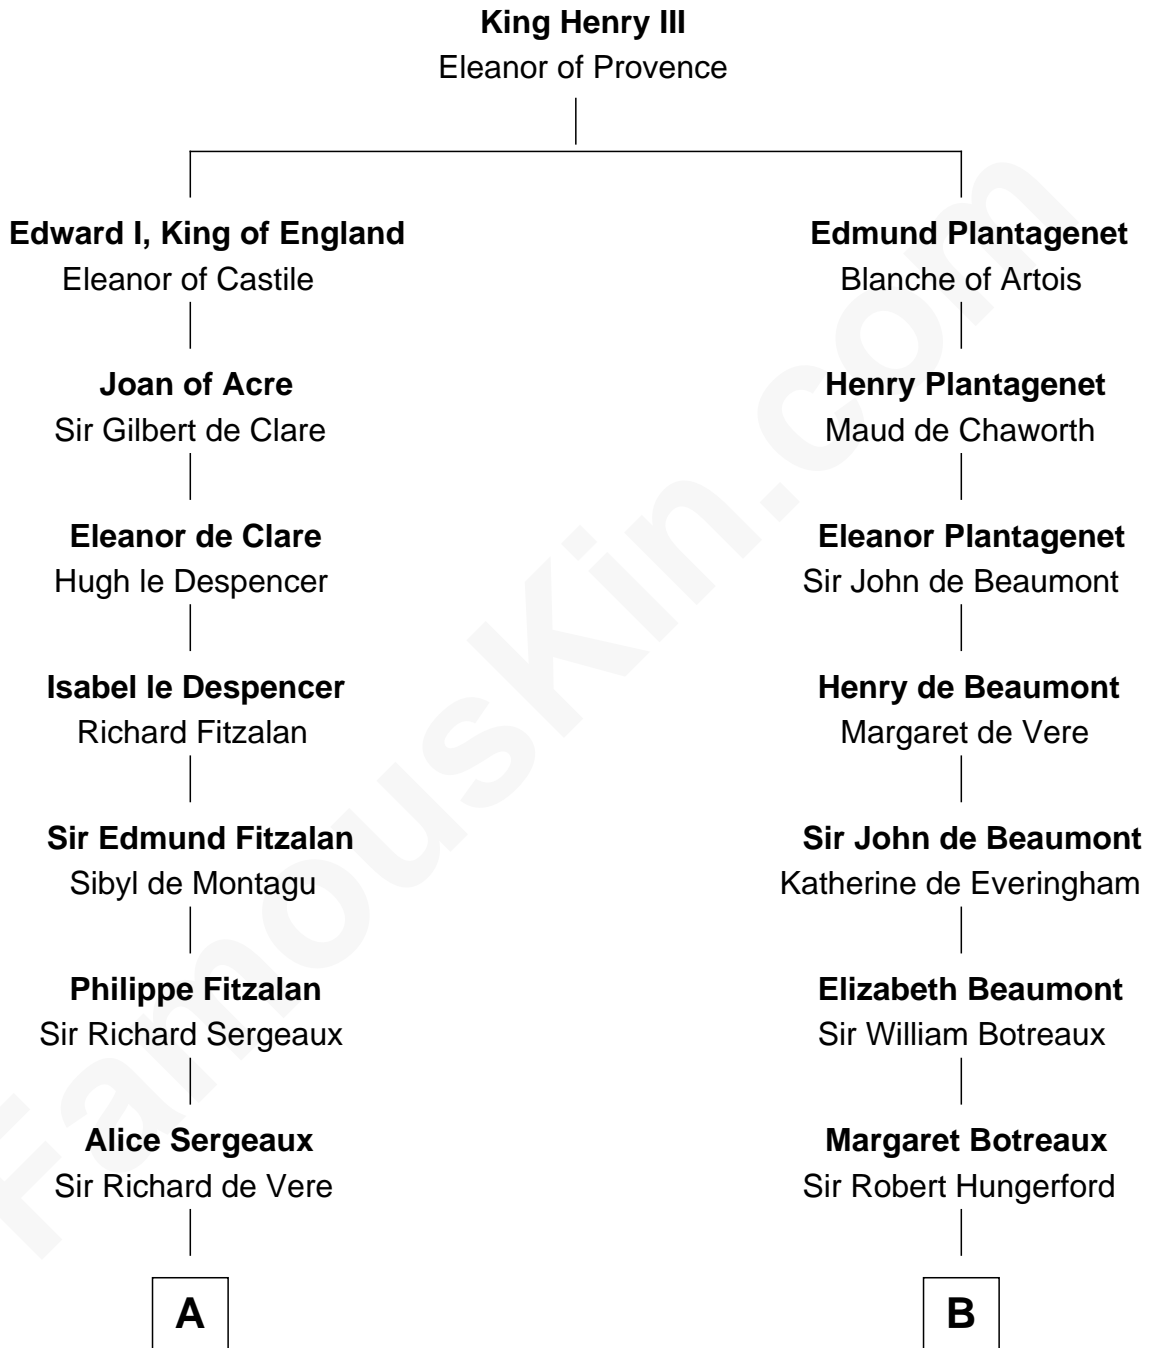 King Henry III
Eleanor of Provence
Edward I, King of England
Eleanor of Castile
Edmund Plantagenet
Blanche of Artois
Joan of Acre
Sir Gilbert de Clare
Henry Plantagenet
Maud de Chaworth
Eleanor de Clare
Hugh le Despencer
Eleanor Plantagenet
Sir John de Beaumont
Isabel le Despencer
Richard Fitzalan
Henry de Beaumont
Margaret de Vere
Sir Edmund Fitzalan
Sibyl de Montagu
Sir John de Beaumont
Katherine de Everingham
Philippe Fitzalan
Sir Richard Sergeaux
Elizabeth Beaumont
Sir William Botreaux
Alice Sergeaux
Sir Richard de Vere
Margaret Botreaux
Sir Robert Hungerford
A
B
FamousKin.com